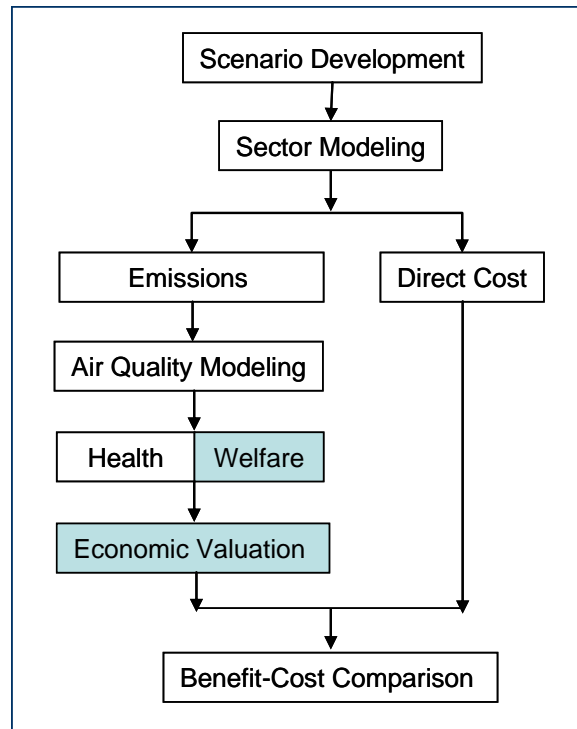 Scenario Development
Sector Modeling
Emissions
Direct Cost
Air Quality Modeling
Health
Welfare
Economic Valuation
Benefit-Cost Comparison